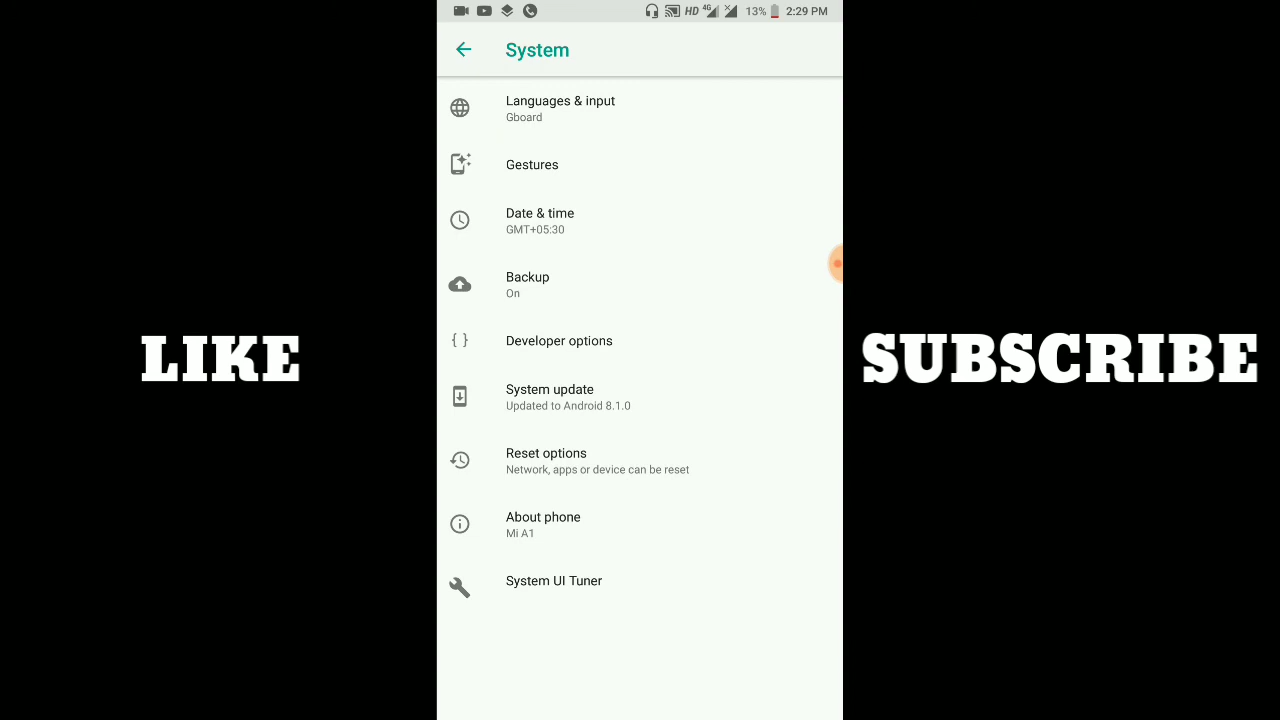 HD 4G 13% 2:29 PM
System
Languages & input
Gboard
Gestures
Date & time
GMT+05:30
Backup
On
{ } Developer options
System update
Updated to Android 8.1.0
Reset options
Network, apps or device can be reset
About phone
Mi A1
System UI Tuner
LIKE
SUBSCRIBE